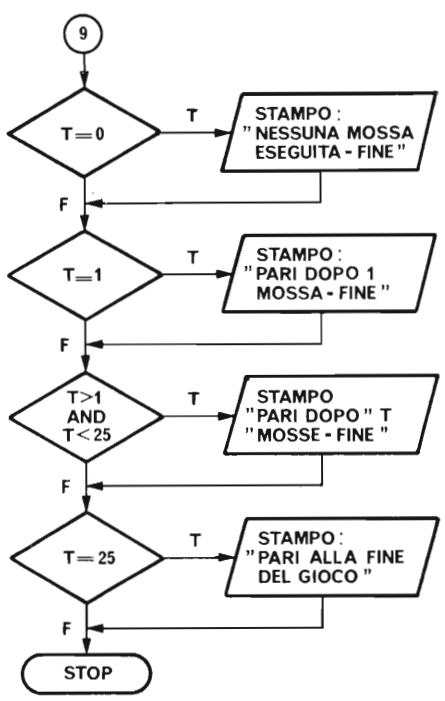 9
T=0
T
STAMPO:
"NESSUNA MOSSA
ESEGUITA-FINE"
F
T=1
T
STAMPO:
"PARI DOPO 1
MOSSA-FINE"
F
T>1
AND
T<25
T
STAMPO
"PARI DOPO" T
"MOSSE-FINE"
F
T=25
T
STAMPO:
"PARI ALLA FINE
DEL GIOCO"
F
STOP